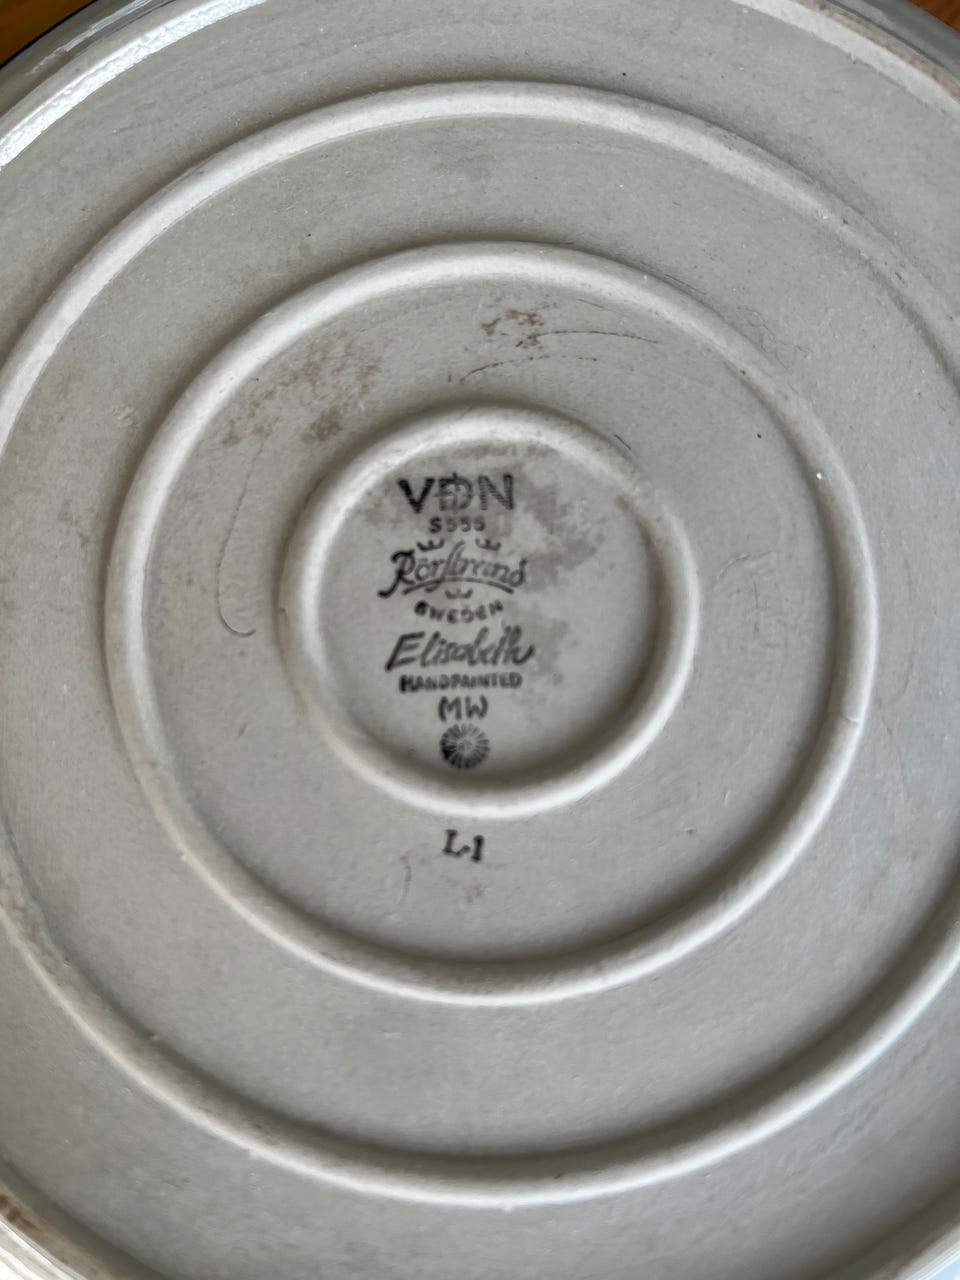 VDN
S555
Rörstrand
SWEDEN
Elisabeth
HANDPAINTED
MW
L1